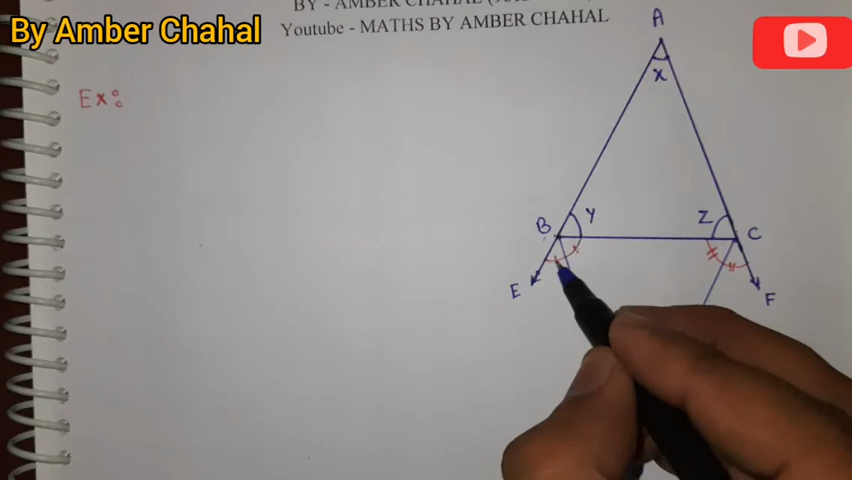 By Amber Chahal
BY - AMBER CHAHAL
Youtube - MATHS BY AMBER CHAHAL
A
x
Ex:
B
y
z
C
E
F